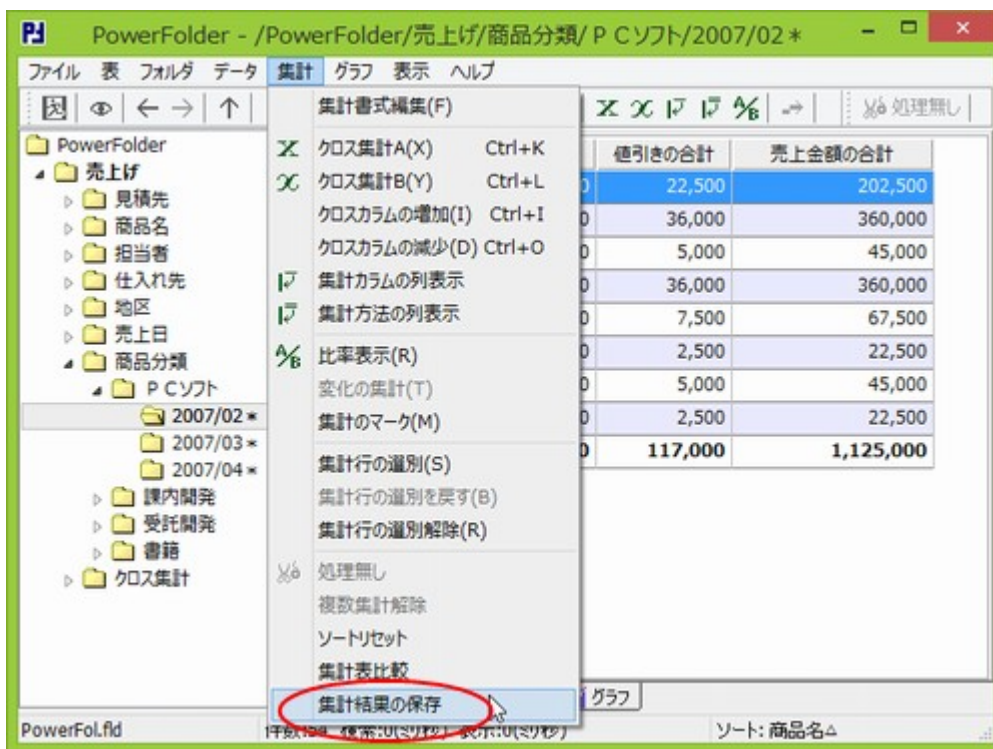 PowerFolder - /PowerFolder/売上げ/商品分類/ＰＣソフト/2007/02 *
ファイル 表 フォルダ データ 集計 グラフ 表示 ヘルプ
処理無し
PowerFolder
売上げ
見積先
商品名
担当者
仕入れ先
地区
売上日
商品分類
ＰＣソフト
2007/02 *
2007/03 *
2007/04 *
課内開発
受託開発
書籍
クロス集計
集計書式編集(F)
クロス集計A(X) Ctrl+K
クロス集計B(Y) Ctrl+L
クロスカラムの増加(I) Ctrl+I
クロスカラムの減少(D) Ctrl+O
集計カラムの列表示
集計方法の列表示
A/B 比率表示(R)
変化の集計(T)
集計のマーク(M)
集計行の選別(S)
集計行の選別を戻す(B)
集計行の選別解除(R)
処理無し
複数集計解除
ソートリセット
集計表比較
集計結果の保存
値引きの合計 売上金額の合計
22,500 202,500
36,000 360,000
5,000 45,000
36,000 360,000
7,500 67,500
2,500 22,500
5,000 45,000
2,500 22,500
117,000 1,125,000
グラフ
PowerFol.fld
ソート: 商品名△